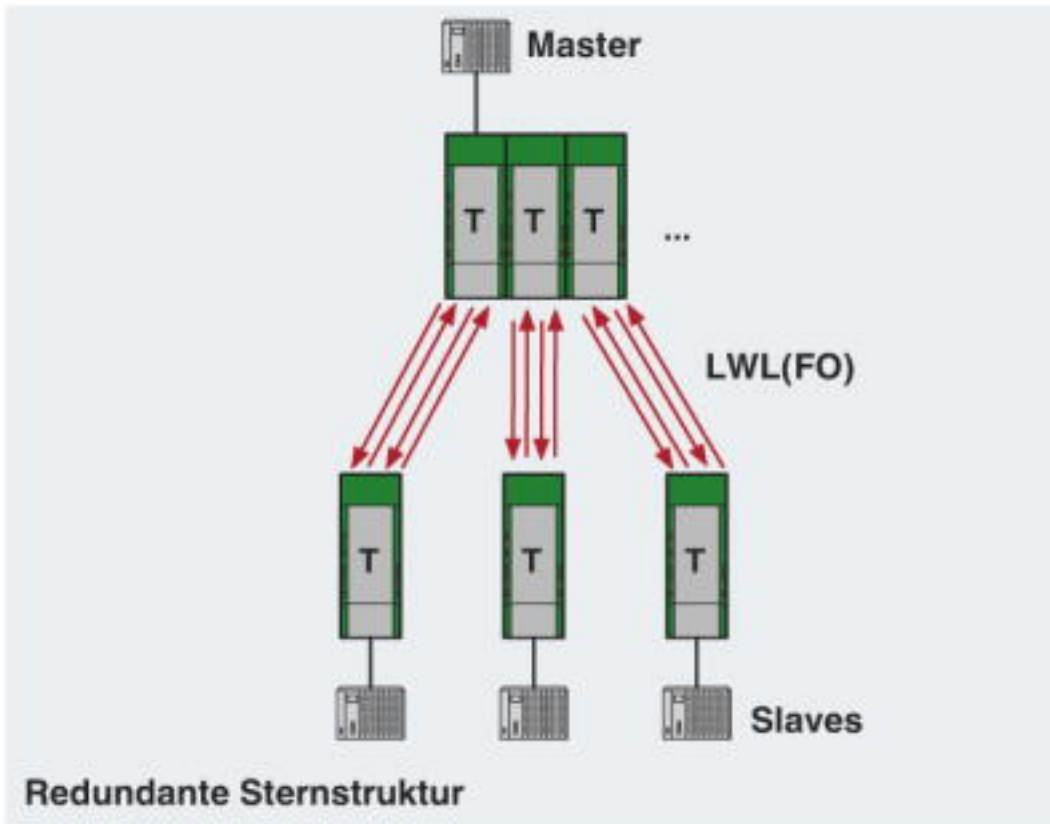 Master
T T T
...
LWL(FO)
T T T
Slaves
Redundante Sternstruktur